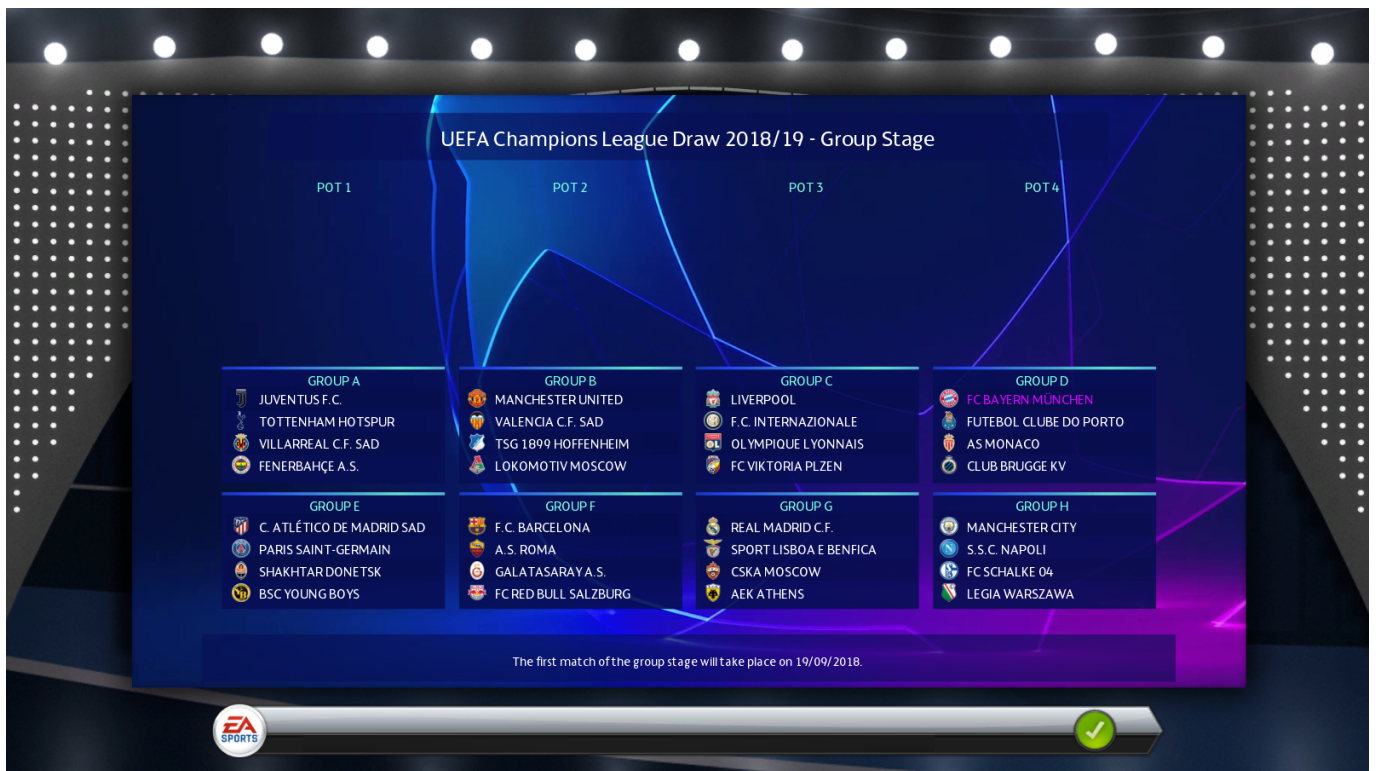 UEFA Champions League Draw 2018/19 - Group Stage
POT 1
POT 2
POT 3
POT 4
GROUP A
JUVENTUS F.C.
TOTTENHAM HOTSPUR
VILLARREAL C.F. SAD
FENERBAHÇE A.S.
GROUP B
MANCHESTER UNITED
VALENCIA C.F. SAD
TSG 1899 HOFFENHEIM
LOKOMOTIV MOSCOW
GROUP C
LIVERPOOL
F.C. INTERNAZIONALE
OLYMPIQUE LYONNAIS
FC VIKTORIA PLZEN
GROUP D
FC BAYERN MÜNCHEN
FUTEBOL CLUBE DO PORTO
AS MONACO
CLUB BRUGGE KV
GROUP E
C. ATLÉTICO DE MADRID SAD
PARIS SAINT-GERMAIN
SHAKHTAR DONETSK
BSC YOUNG BOYS
GROUP F
F.C. BARCELONA
A.S. ROMA
GALATASARAY A.S.
FC RED BULL SALZBURG
GROUP G
REAL MADRID C.F.
SPORT LISBOA E BENFICA
CSKA MOSCOW
AEK ATHENS
GROUP H
MANCHESTER CITY
S.S.C. NAPOLI
FC SCHALKE 04
LEGIA WARSZAWA
The first match of the group stage will take place on 19/09/2018.
EA
SPORTS